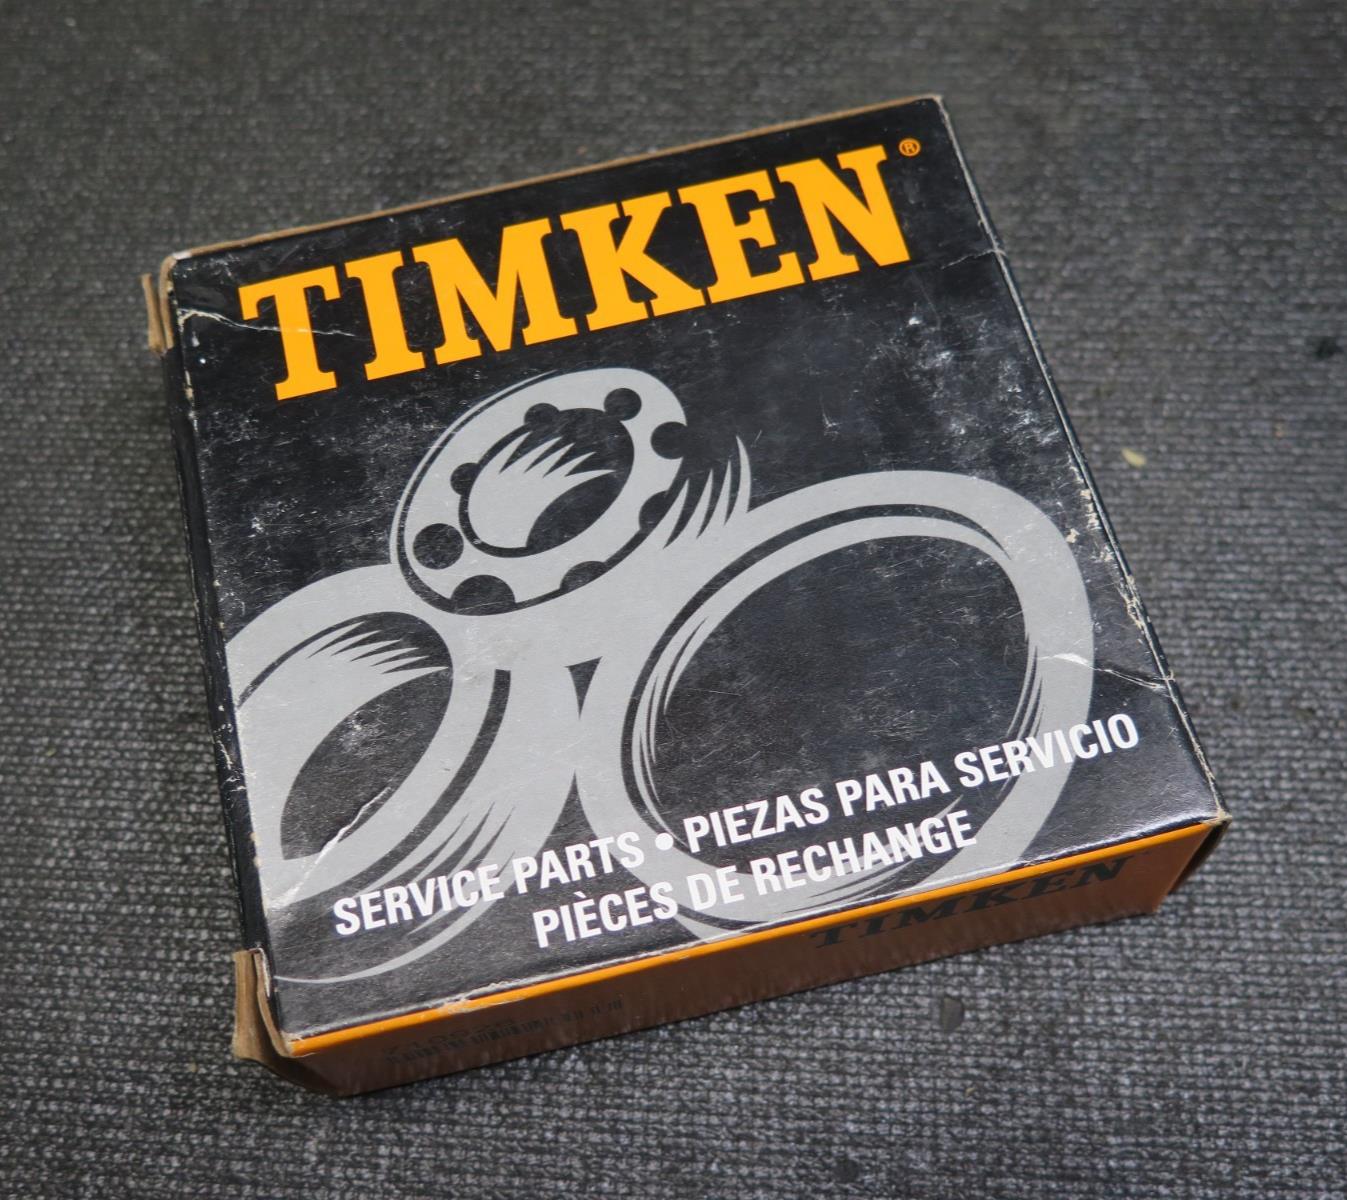 TIMKEN®
SERVICE PARTS • PIEZAS PARA SERVICIO
PIÈCES DE RECHANGE
TIMKEN